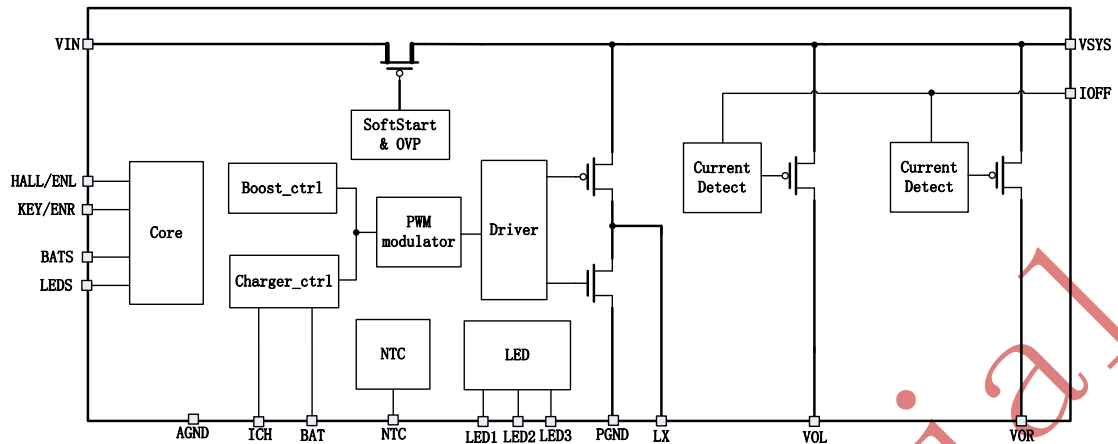 VIN
VSYS
IOFF
SoftStart
& OVP
HALL/ENL
KEY/ENR
BATS
LEDS
Core
Boost_ctrl
Charger_ctrl
PWM
modulator
Driver
Current
Detect
Current
Detect
NTC
LED
AGND
ICH
BAT
NTC
LED1
LED2
LED3
PGND
LX
VOL
VOR